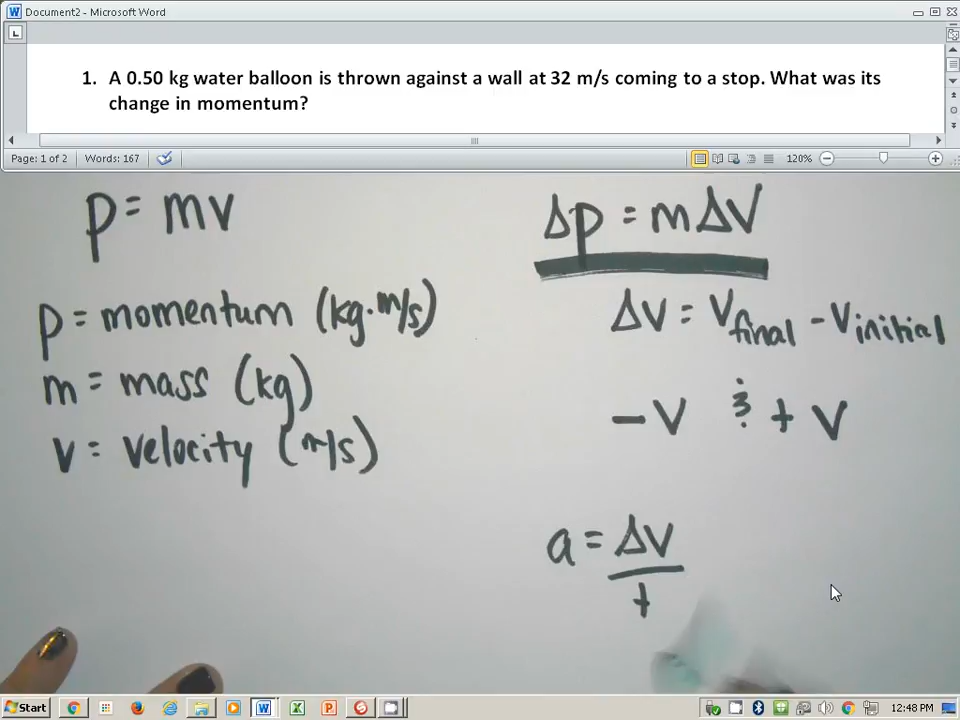 Document2 - Microsoft Word
1. A 0.50 kg water balloon is thrown against a wall at 32 m/s coming to a stop. What was its
change in momentum?
Page: 1 of 2 Words: 167 120%
p = mv
p = momentum (kg·m/s)
m = mass (kg)
v = velocity (m/s)
Δp = mΔV
ΔV = Vfinal - Vinitial
- V & + V
a = ΔV
t
Start 12:48 PM